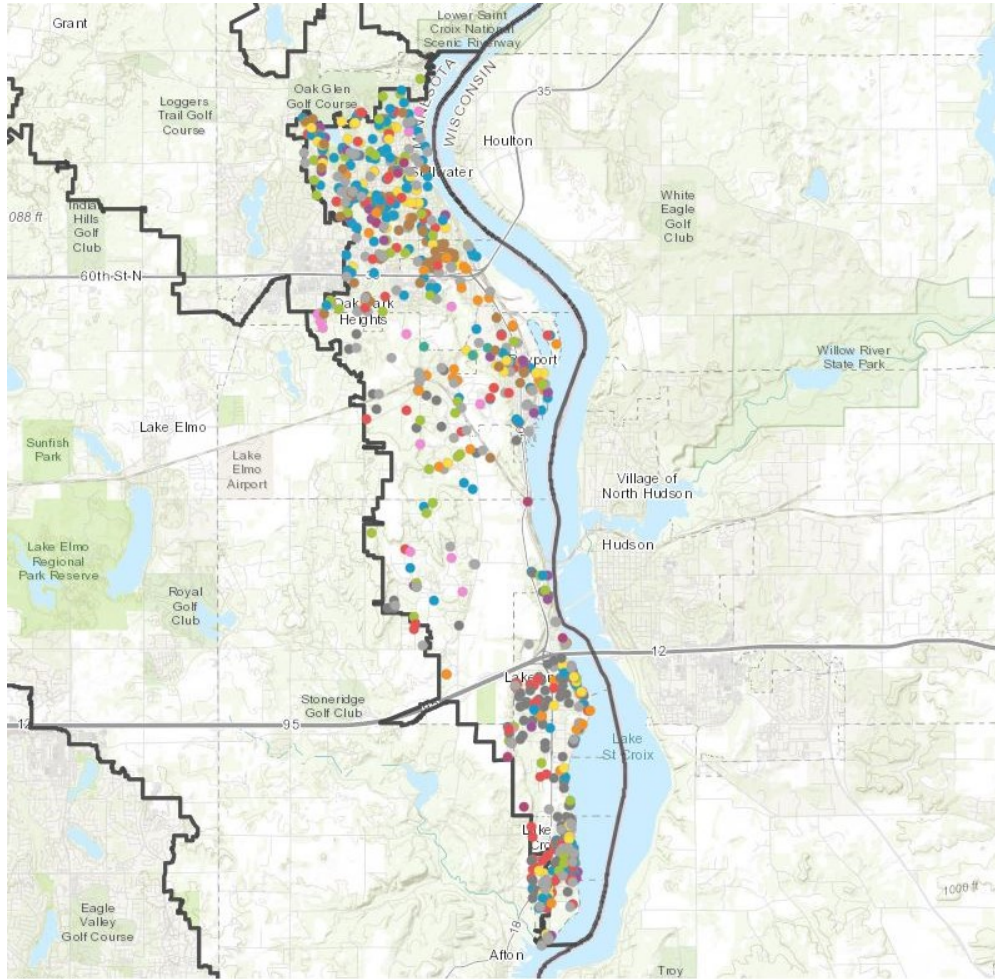 Grant
Lower Saint
Croix National
Scenic Riverway
MINNESOTA
WISCONSIN
35
Oak Glen
Golf Course
Loggers
Trail Golf
Course
Houlton
White
Eagle
Golf
Club
088 ft
Hills
Golf
Club
60th St N
Heights
Willow River
State Park
Lake Elmo
Sunfish
Park
Lake
Elmo
Airport
Village of
North Hudson
Hudson
Lake Elmo
Regional
Park Reserve
Royal
Golf
Club
12
Stoneridge
Golf Club
12
95
Lake
St Croix
Lake
Cro
1000 ft
Eagle
Valley
Golf Course
18
Afton
Troy